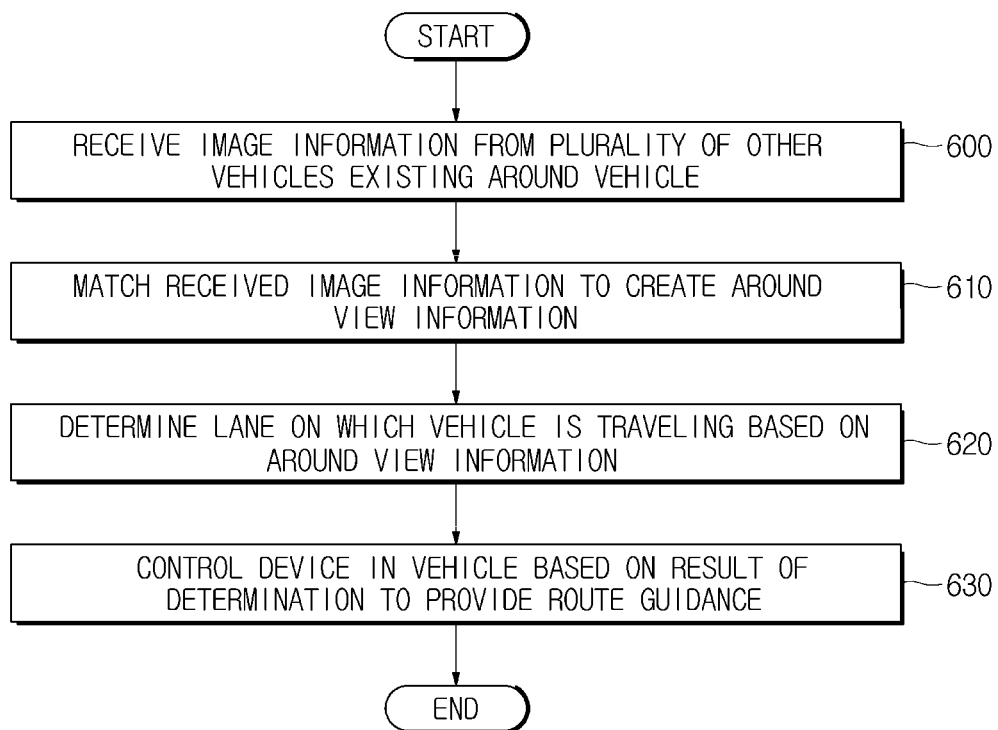 START
RECEIVE IMAGE INFORMATION FROM PLURALITY OF OTHER
VEHICLES EXISTING AROUND VEHICLE
600
MATCH RECEIVED IMAGE INFORMATION TO CREATE AROUND
VIEW INFORMATION
610
DETERMINE LANE ON WHICH VEHICLE IS TRAVELING BASED ON
AROUND VIEW INFORMATION
620
CONTROL DEVICE IN VEHICLE BASED ON RESULT OF
DETERMINATION TO PROVIDE ROUTE GUIDANCE
630
END